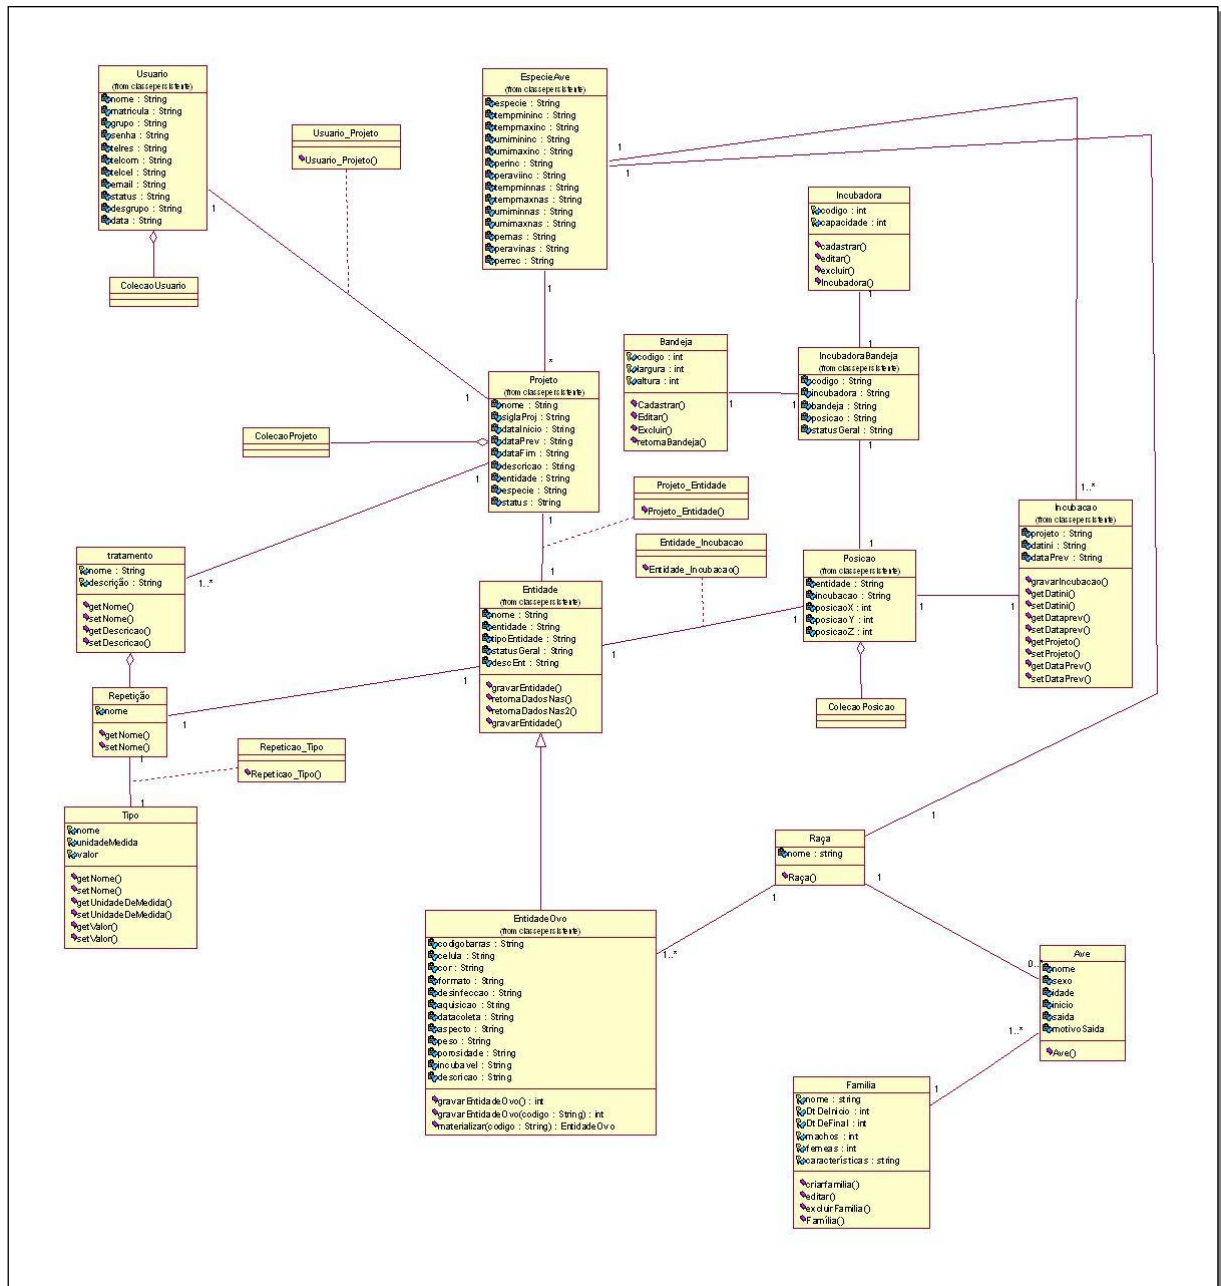 Usuario
(from classepersistente)
nome : String
matricula : String
grupo : String
senha : String
telres : String
telcom : String
telcel : String
email : String
status : String
desgrupo : String
data : String
1
ColecaoUsuario
Usuario_Projeto
Usuario_Projeto()
EspecieAve
(from classepersistente)
especie : String
tempmininc : String
tempmaxinc : String
umimininc : String
umimaxinc : String
perinc : String
peraviinc : String
tempminnas : String
tempmaxnas : String
umiminnas : String
umimaxnas : String
pernas : String
peravinas : String
perrec : String
1
1
1
*
Incubadora
codigo : int
capacidade : int
cadastrar()
editar()
excluir()
Incubadora()
1
1
Bandeja
codigo : int
largura : int
altura : int
Cadastrar()
Editar()
Excluir()
retornaBandeja()
1
1
IncubadoraBandeja
(from classepersistente)
codigo : String
incubadora : String
bandeja : String
posicao : String
statusGeral : String
1
1
Projeto
(from classepersistente)
nome : String
siglaProj : String
dataInicio : String
dataPrev : String
dataFim : String
descricao : String
entidade : String
especie : String
status : String
1
1
1
1
ColecaoProjeto
Projeto_Entidade
Projeto_Entidade()
Entidade_Incubacao
Entidade_Incubacao()
1..*
Incubacao
(from classepersistente)
projeto : String
datini : String
dataPrev : String
gravarIncubacao()
getDatini()
setDatini()
getDataprev()
setDataprev()
getProjeto()
setProjeto()
getDataPrev()
setDataPrev()
Posicao
(from classepersistente)
entidade : String
incubacao : String
posicaoX : int
posicaoY : int
posicaoZ : int
1
1
1
ColecaoPosicao
tratamento
nome : String
descrição : String
getNome()
setNome()
getDescricao()
setDescricao()
1..*
Entidade
(from classepersistente)
nome : String
entidade : String
tipoEntidade : String
statusGeral : String
descEnt : String
gravarEntidade()
retornaDadosNas()
retornaDadosNas2()
gravarEntidade()
1
1
Repetição
nome
getNome()
setNome()
1
1
1
Repeticao_Tipo
Repeticao_Tipo()
Tipo
nome
unidadeMedida
valor
getNome()
setNome()
getUnidadeDeMedida()
setUnidadeDeMedida()
getValor()
setValor()
1
Raça
nome : string
Raça()
1
1
EntidadeOvo
(from classepersistente)
codigobarras : String
celula : String
cor : String
formato : String
desinfeccao : String
aquisicao : String
datacoleta : String
aspecto : String
peso : String
porosidade : String
incubavel : String
descricao : String
gravarEntidadeOvo() : int
gravarEntidadeOvo(codigo : String) : int
materializar(codigo : String) : EntidadeOvo
1..*
Ave
nome
sexo
idade
inicio
saida
motivoSaida
Ave()
1..*
1
Familia
nome : string
DtDeInicio : int
DtDeFinal : int
machos : int
femeas : int
características : string
criarfamilia()
editar()
excluirFamilia()
Família()